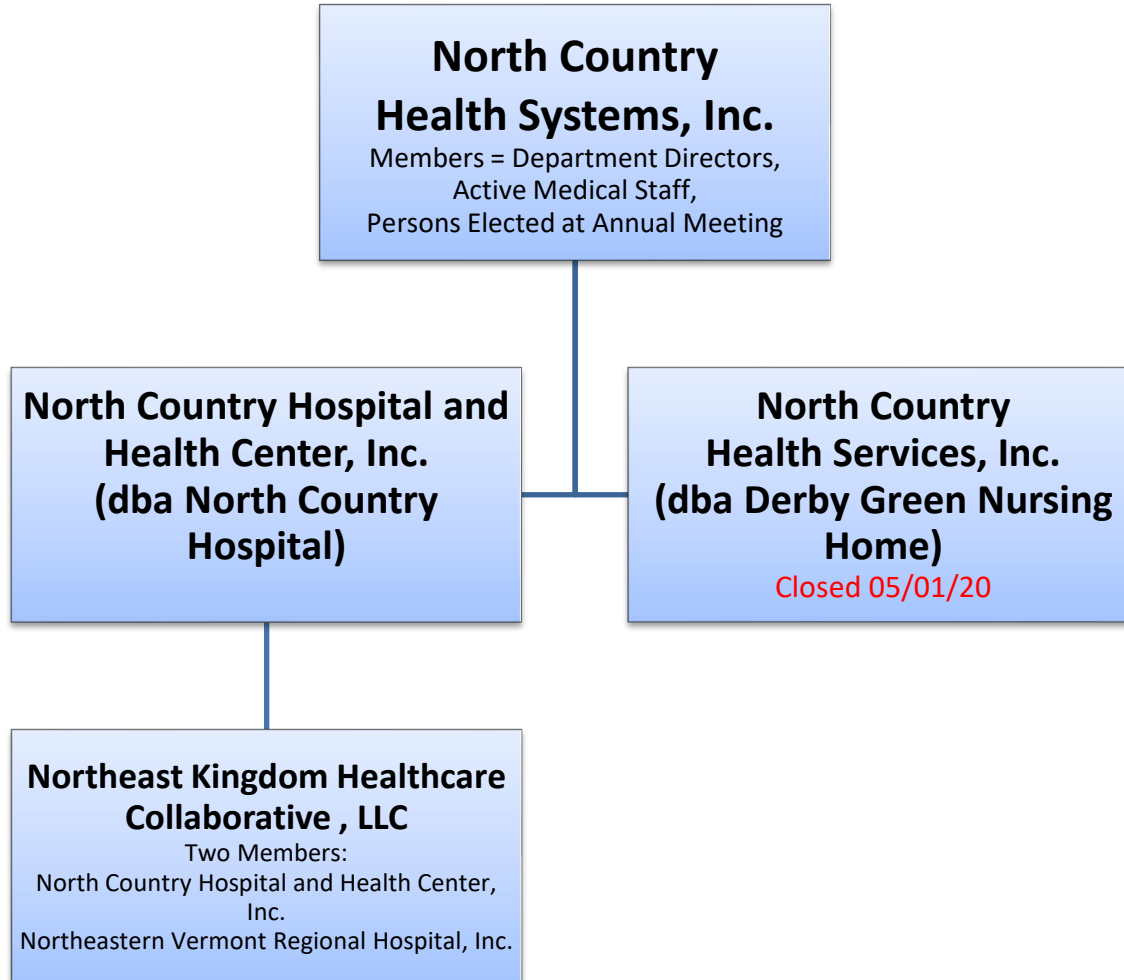 North Country
Health Systems, Inc.
Members = Department Directors,
Active Medical Staff,
Persons Elected at Annual Meeting
North Country Hospital and
Health Center, Inc.
(dba North Country
Hospital)
North Country
Health Services, Inc.
(dba Derby Green Nursing
Home)
Closed 05/01/20
Northeast Kingdom Healthcare
Collaborative , LLC
Two Members:
North Country Hospital and Health Center,
Inc.
Northeastern Vermont Regional Hospital, Inc.